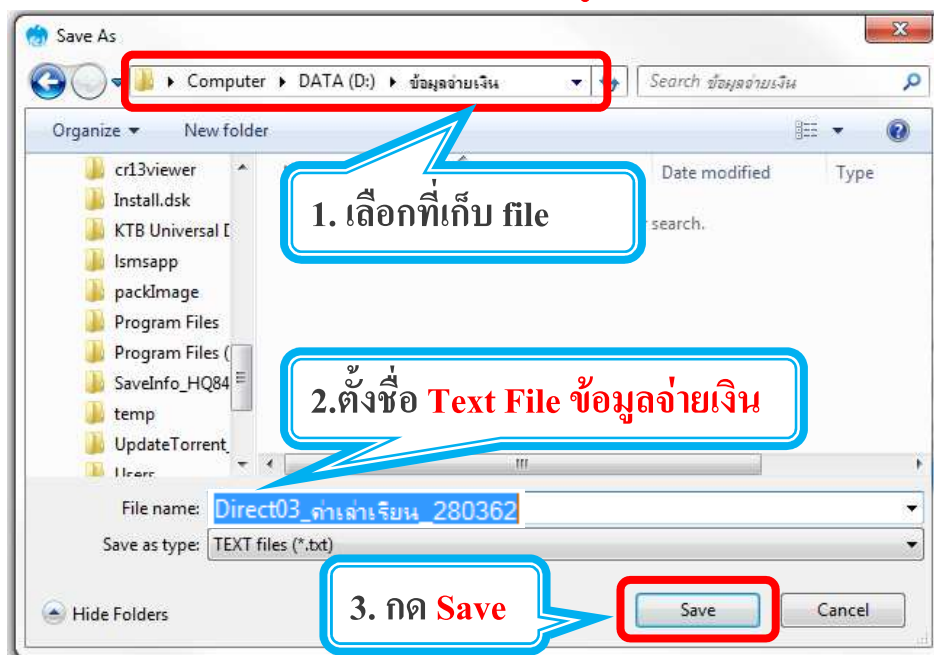 Save As
Computer ▸ DATA (D:) ▸ ข้อมูลจ่ายเงิน
Search ข้อมูลจ่ายเงิน
Organize
New folder
cr13viewer
Date modified
Type
Install.dsk
1. เลือกที่เก็บ file
search.
KTB Universal D
lsmsapp
packImage
Program Files
Program Files (
SaveInfo_HQ84
2.ตั้งชื่อ Text File ข้อมูลจ่ายเงิน
temp
UpdateTorrent_
Users
File name: Direct03_ค่าเล่าเรียน_280362
Save as type: TEXT files (*.txt)
3. กด Save
Hide Folders
Save
Cancel